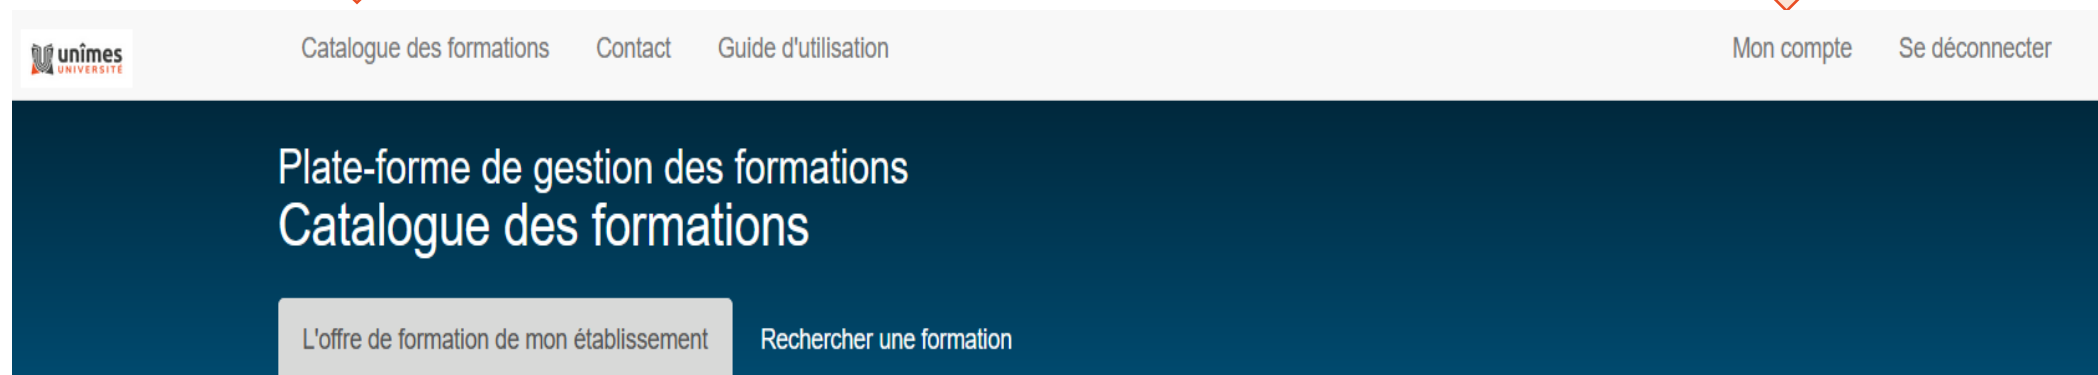 unîmes
UNIVERSITÉ
Catalogue des formations Contact Guide d'utilisation Mon compte Se déconnecter
Plate-forme de gestion des formations
Catalogue des formations
L'offre de formation de mon établissement Rechercher une formation